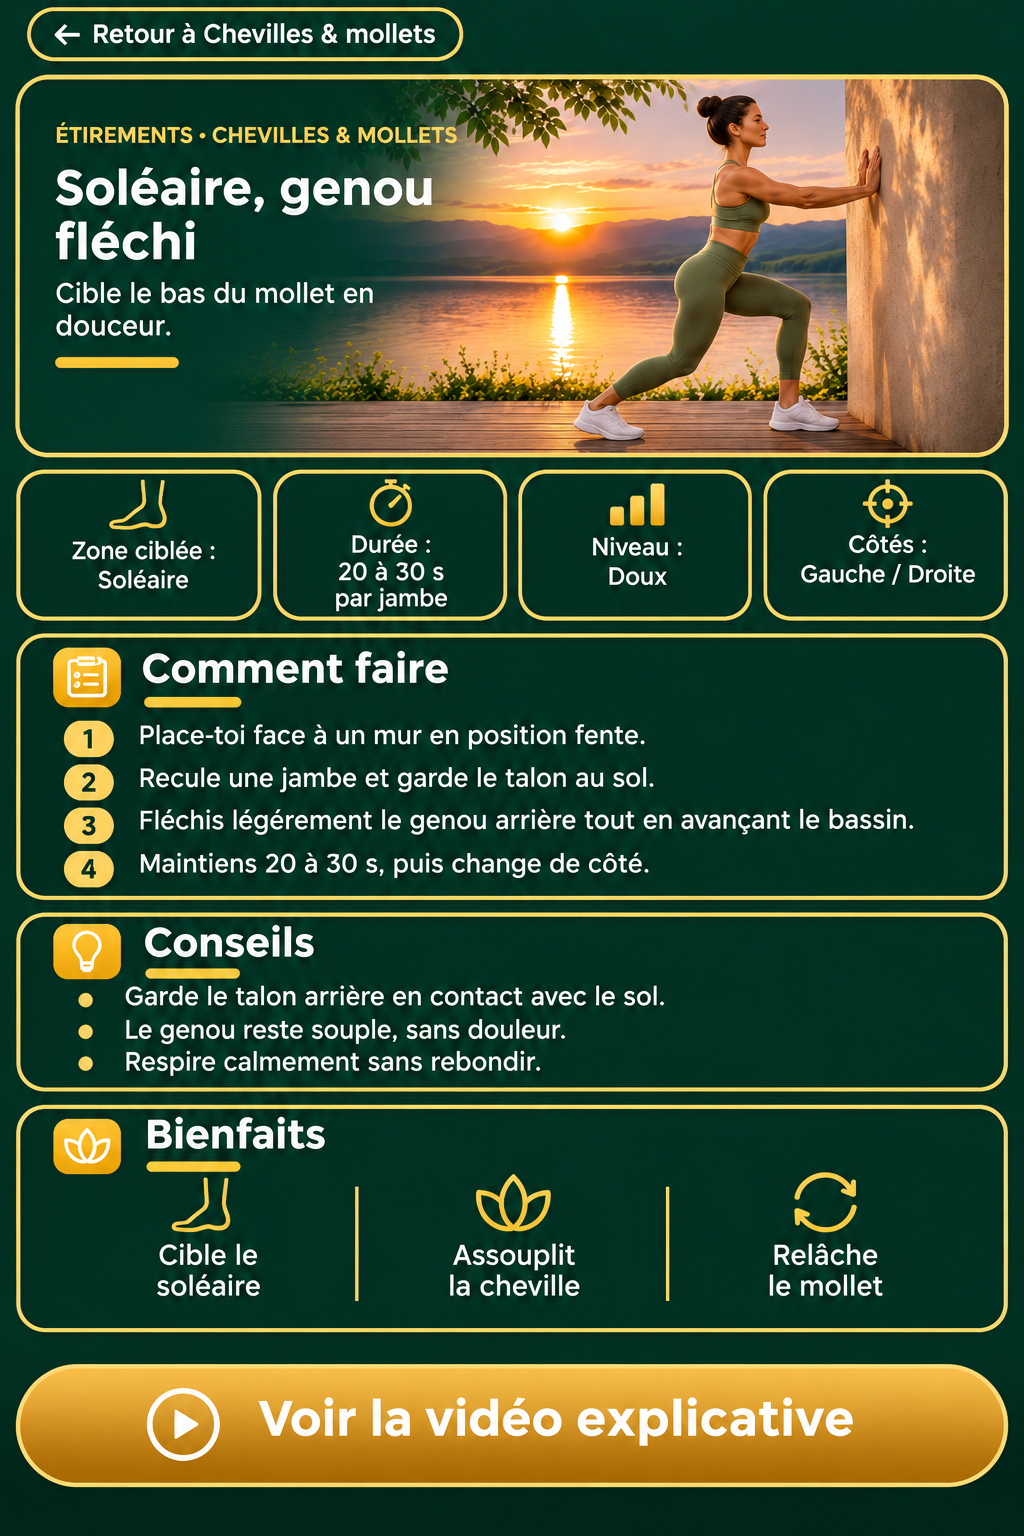 ← Retour à Chevilles & mollets
ÉTIREMENTS • CHEVILLES & MOLLETS
Soléaire, genou
fléchi
Cible le bas du mollet en
douceur.
Zone ciblée :
Soléaire
Durée :
20 à 30 s
par jambe
Niveau :
Doux
Côtés :
Gauche / Droite
Comment faire
1 Place-toi face à un mur en position fente.
2 Recule une jambe et garde le talon au sol.
3 Fléchis légérement le genou arrière tout en avançant le bassin.
4 Maintiens 20 à 30 s, puis change de côté.
Conseils
• Garde le talon arrière en contact avec le sol.
• Le genou reste souple, sans douleur.
• Respire calmement sans rebondir.
Bienfaits
Cible le
soléaire
Assouplit
la cheville
Relâche
le mollet
Voir la vidéo explicative